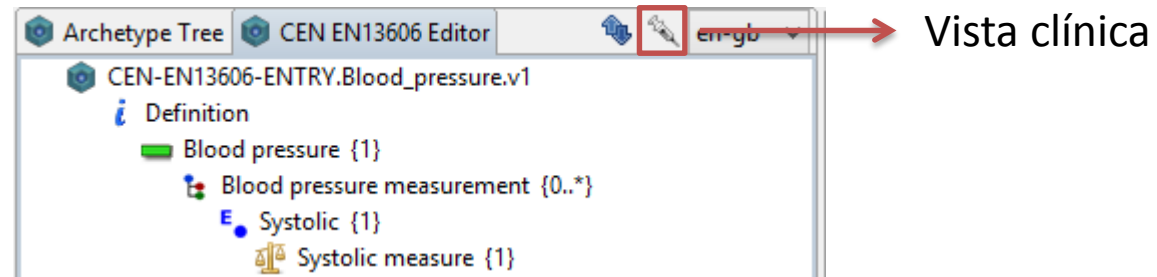 Archetype Tree CEN EN13606 Editor en-gb Vista clínica
CEN-EN13606-ENTRY.Blood_pressure.v1
i Definition
Blood pressure {1}
Blood pressure measurement {0..*}
E Systolic {1}
Systolic measure {1}